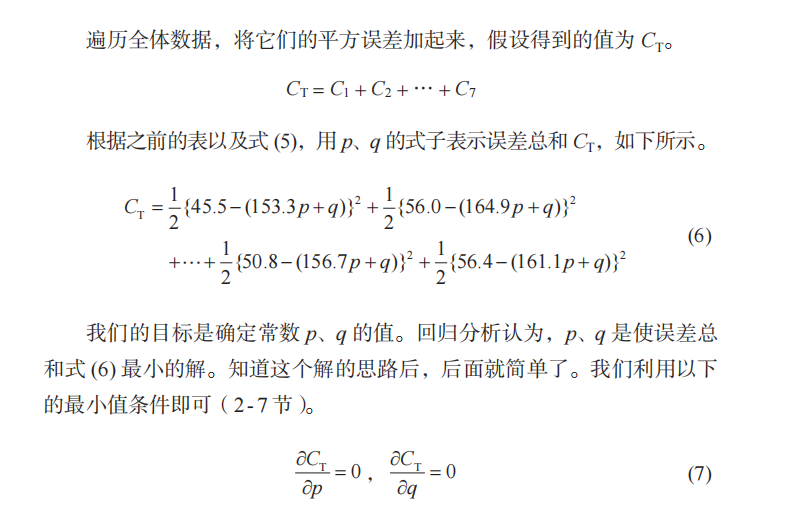 遍历全体数据，将它们的平方误差加起来，假设得到的值为 C_T。
C_T = C_1 + C_2 + ⋯ + C_7
根据之前的表以及式 (5)，用 p、q 的式子表示误差总和 C_T，如下所示。
C_T = \frac{1}{2}{45.5−(153.3p+q)}^2 + \frac{1}{2}{56.0−(164.9p+q)}^2
+⋯+ \frac{1}{2}{50.8−(156.7p+q)}^2 + \frac{1}{2}{56.4−(161.1p+q)}^2 (6)
我们的目标是确定常数 p、q 的值。回归分析认为，p、q 是使误差总
和式 (6) 最小的解。知道这个解的思路后，后面就简单了。我们利用以下
的最小值条件即可（2-7 节）。
\frac{∂C_T}{∂p} = 0 ， \frac{∂C_T}{∂q} = 0 (7)